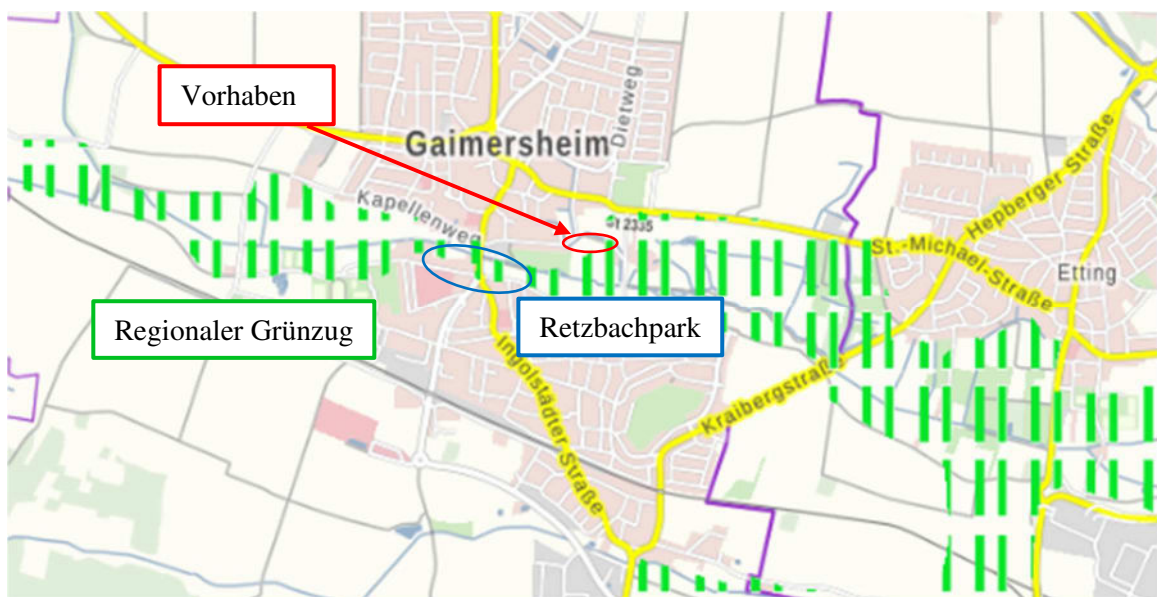 Vorhaben
Dietweg
Gaimersheim
Hepberger Straße
Kapellenweg
St 2335
St.-Michael-Straße
Etting
Regionaler Grünzug
Retzbachpark
Ingolstädter Straße
Kraibergstraße